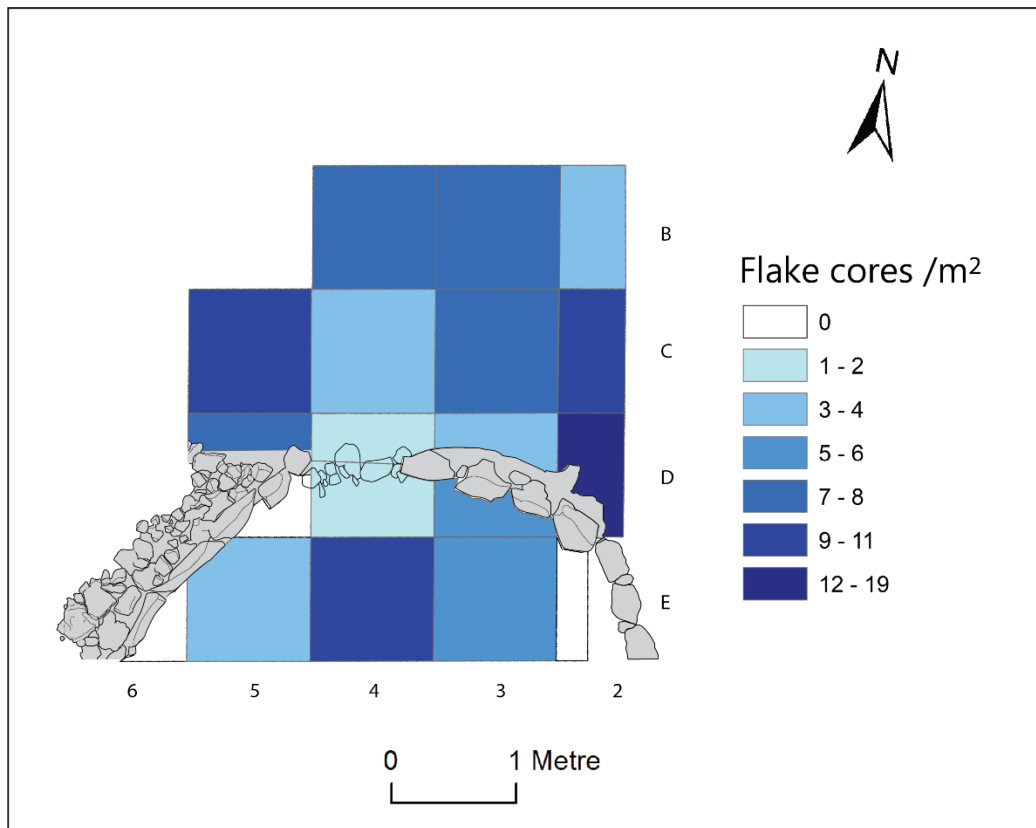 N
B
C
D
E
6 5 4 3 2
Flake cores /m²
0
1 - 2
3 - 4
5 - 6
7 - 8
9 - 11
12 - 19
0 1 Metre